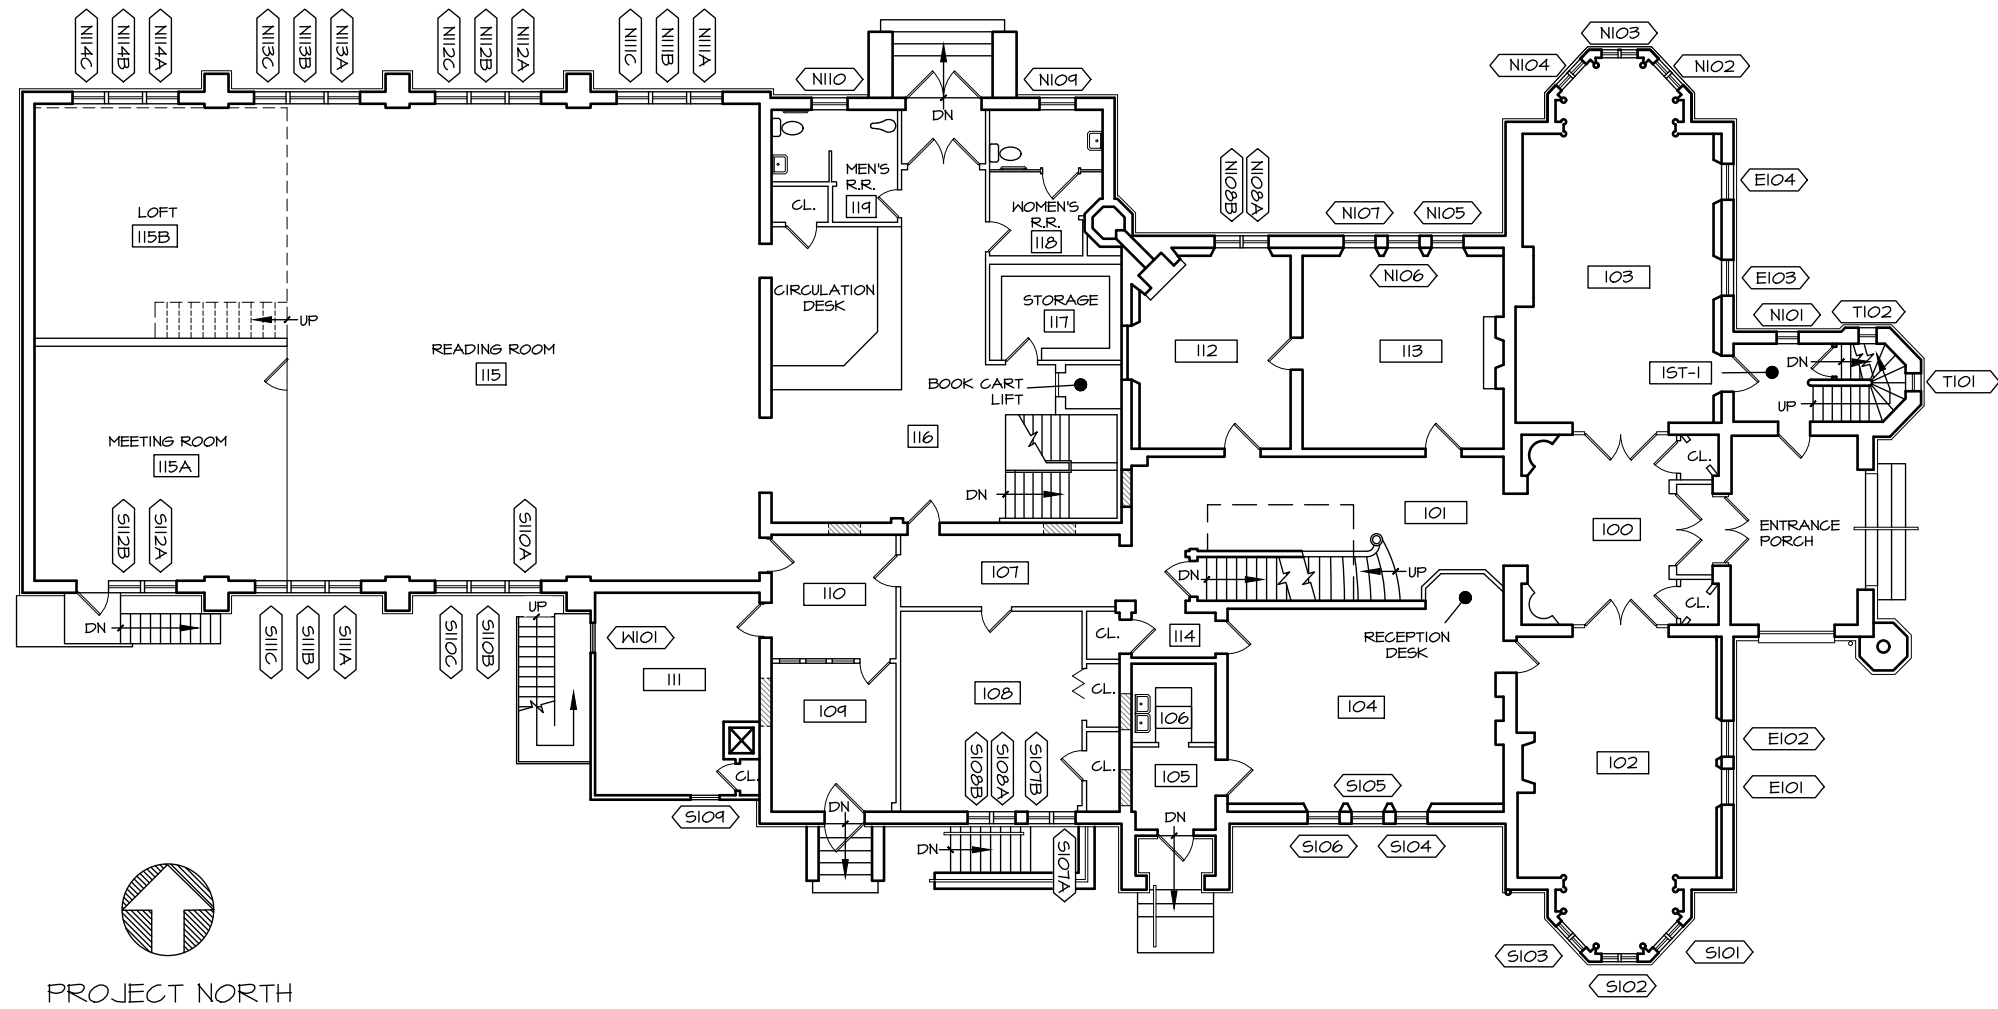 N114C
N114B
N114A
N113C
N113B
N113A
N112C
N112B
N112A
N111C
N111B
N111A
N110
N109
N104
N103
N102
DN
MEN'S
R.R.
119
CL.
WOMEN'S
R.R.
118
N108B
N108A
N107
N105
N106
E104
E103
103
N101
T102
T101
LOFT
115B
UP
CIRCULATION
DESK
STORAGE
117
READING ROOM
115
112
113
1ST-1
DN
UP
BOOK CART
LIFT
116
DN
MEETING ROOM
115A
S112B
S112A
S110A
CL.
101
100
ENTRANCE
PORCH
107
110
DN
UP
CL.
RECEPTION
DESK
114
CL.
DN
UP
S111C
S111B
S111A
S110C
S110B
W101
111
109
108
CL.
106
104
102
E102
E101
CL.
CL.
105
S108B
S108A
S107B
S105
S109
DN
DN
DN
S107A
S106
S104
S103
S101
S102
PROJECT NORTH